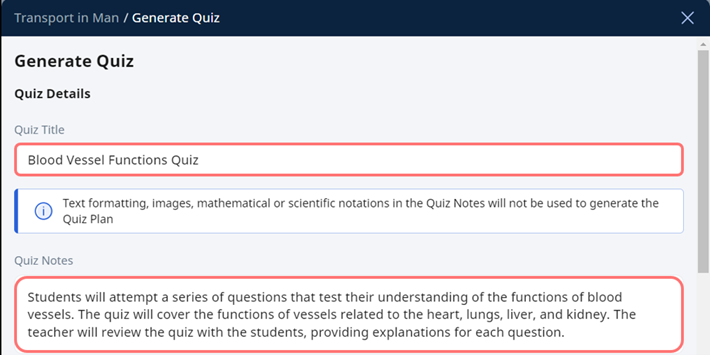 Transport in Man / Generate Quiz
Generate Quiz
Quiz Details
Quiz Title
Blood Vessel Functions Quiz
Text formatting, images, mathematical or scientific notations in the Quiz Notes will not be used to generate the
Quiz Plan
Quiz Notes
Students will attempt a series of questions that test their understanding of the functions of blood
vessels. The quiz will cover the functions of vessels related to the heart, lungs, liver, and kidney. The
teacher will review the quiz with the students, providing explanations for each question.